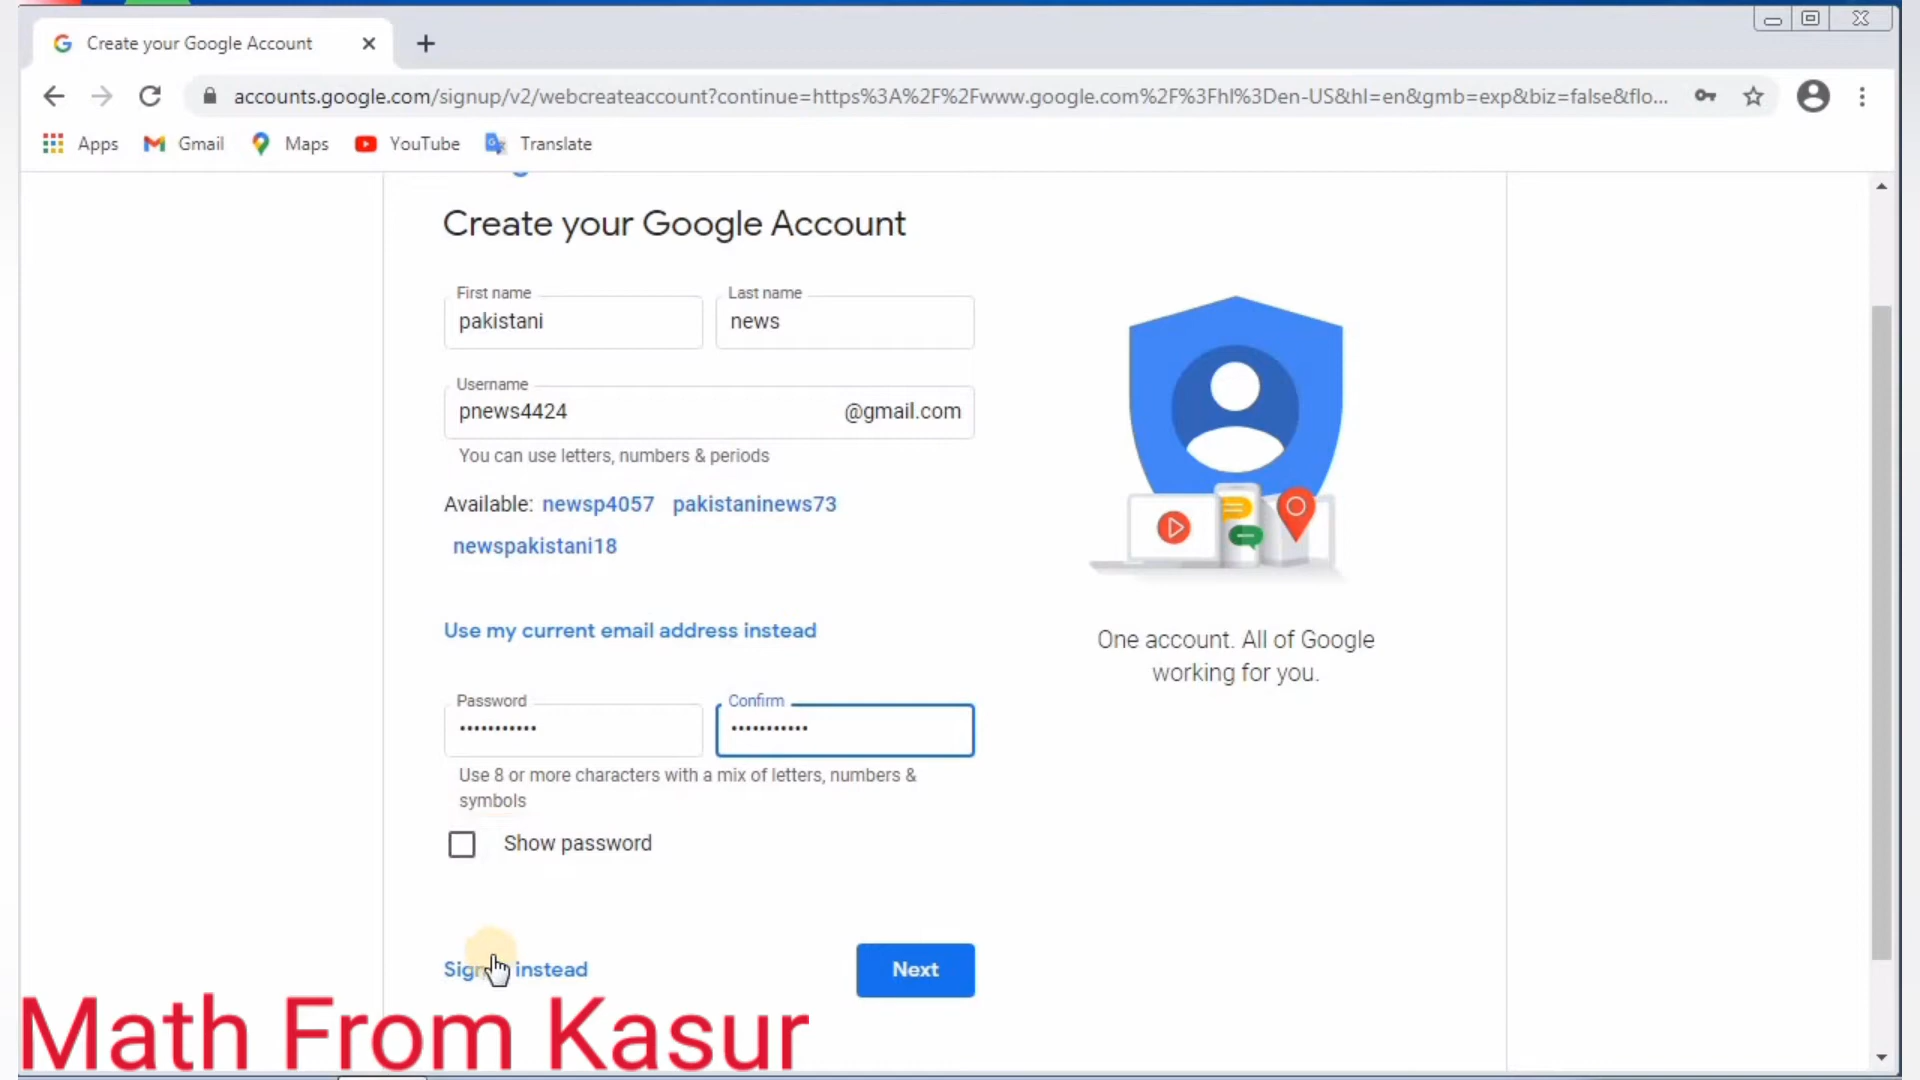 Create your Google Account
accounts.google.com/signup/v2/webcreateaccount?continue=https%3A%2F%2Fwww.google.com%2F%3Fhl%3Den-US&hl=en&gmb=exp&biz=false&flo...
Apps Gmail Maps YouTube Translate
Create your Google Account
First name Last name
pakistani news
Username
pnews4424 @gmail.com
You can use letters, numbers & periods
Available: newsp4057 pakistaninews73
newspakistani18
Use my current email address instead
One account. All of Google
working for you.
Password Confirm
Use 8 or more characters with a mix of letters, numbers &
symbols
Show password
instead Next
Math From Kasur